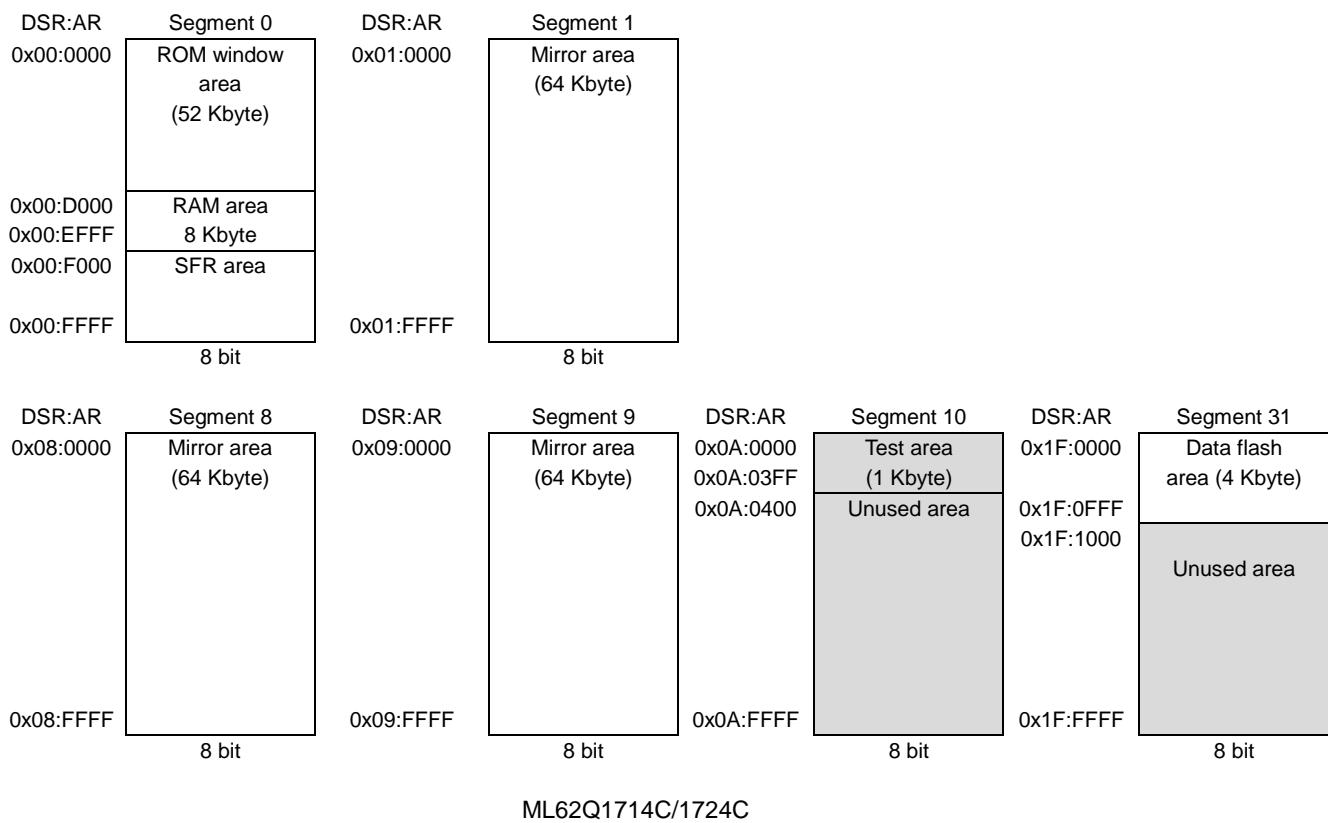 DSR:AR Segment 0 DSR:AR Segment 1
0x00:0000 ROM window 0x01:0000 Mirror area
area (64 Kbyte)
(52 Kbyte)
0x00:D000 RAM area
0x00:EFFF 8 Kbyte
0x00:F000 SFR area
0x00:FFFF 0x01:FFFF
8 bit 8 bit
DSR:AR Segment 8 DSR:AR Segment 9 DSR:AR Segment 10 DSR:AR Segment 31
0x08:0000 Mirror area 0x09:0000 Mirror area 0x0A:0000 Test area 0x1F:0000 Data flash
(64 Kbyte) (64 Kbyte) 0x0A:03FF (1 Kbyte) area (4 Kbyte)
0x0A:0400 Unused area 0x1F:0FFF
0x1F:1000
Unused area
0x08:FFFF 0x09:FFFF 0x0A:FFFF 0x1F:FFFF
8 bit 8 bit 8 bit 8 bit
ML62Q1714C/1724C